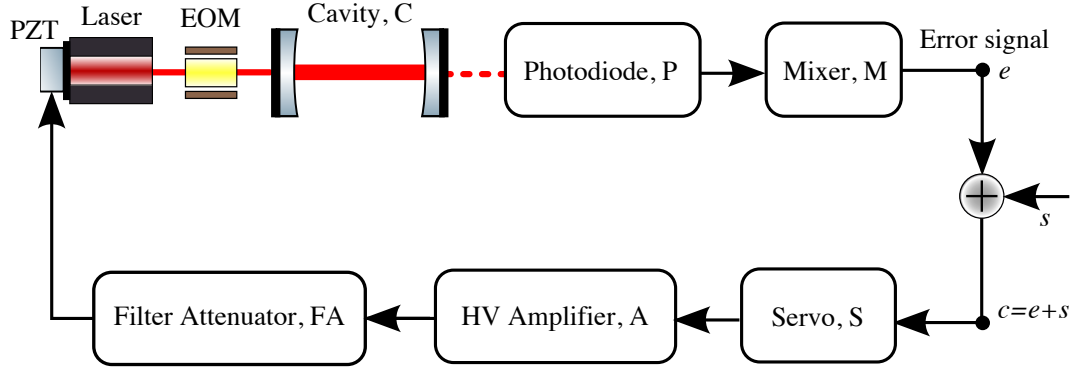 PZT
Laser
EOM
Cavity, C
Photodiode, P
Mixer, M
Error signal
e
s
c=e+s
Servo, S
HV Amplifier, A
Filter Attenuator, FA